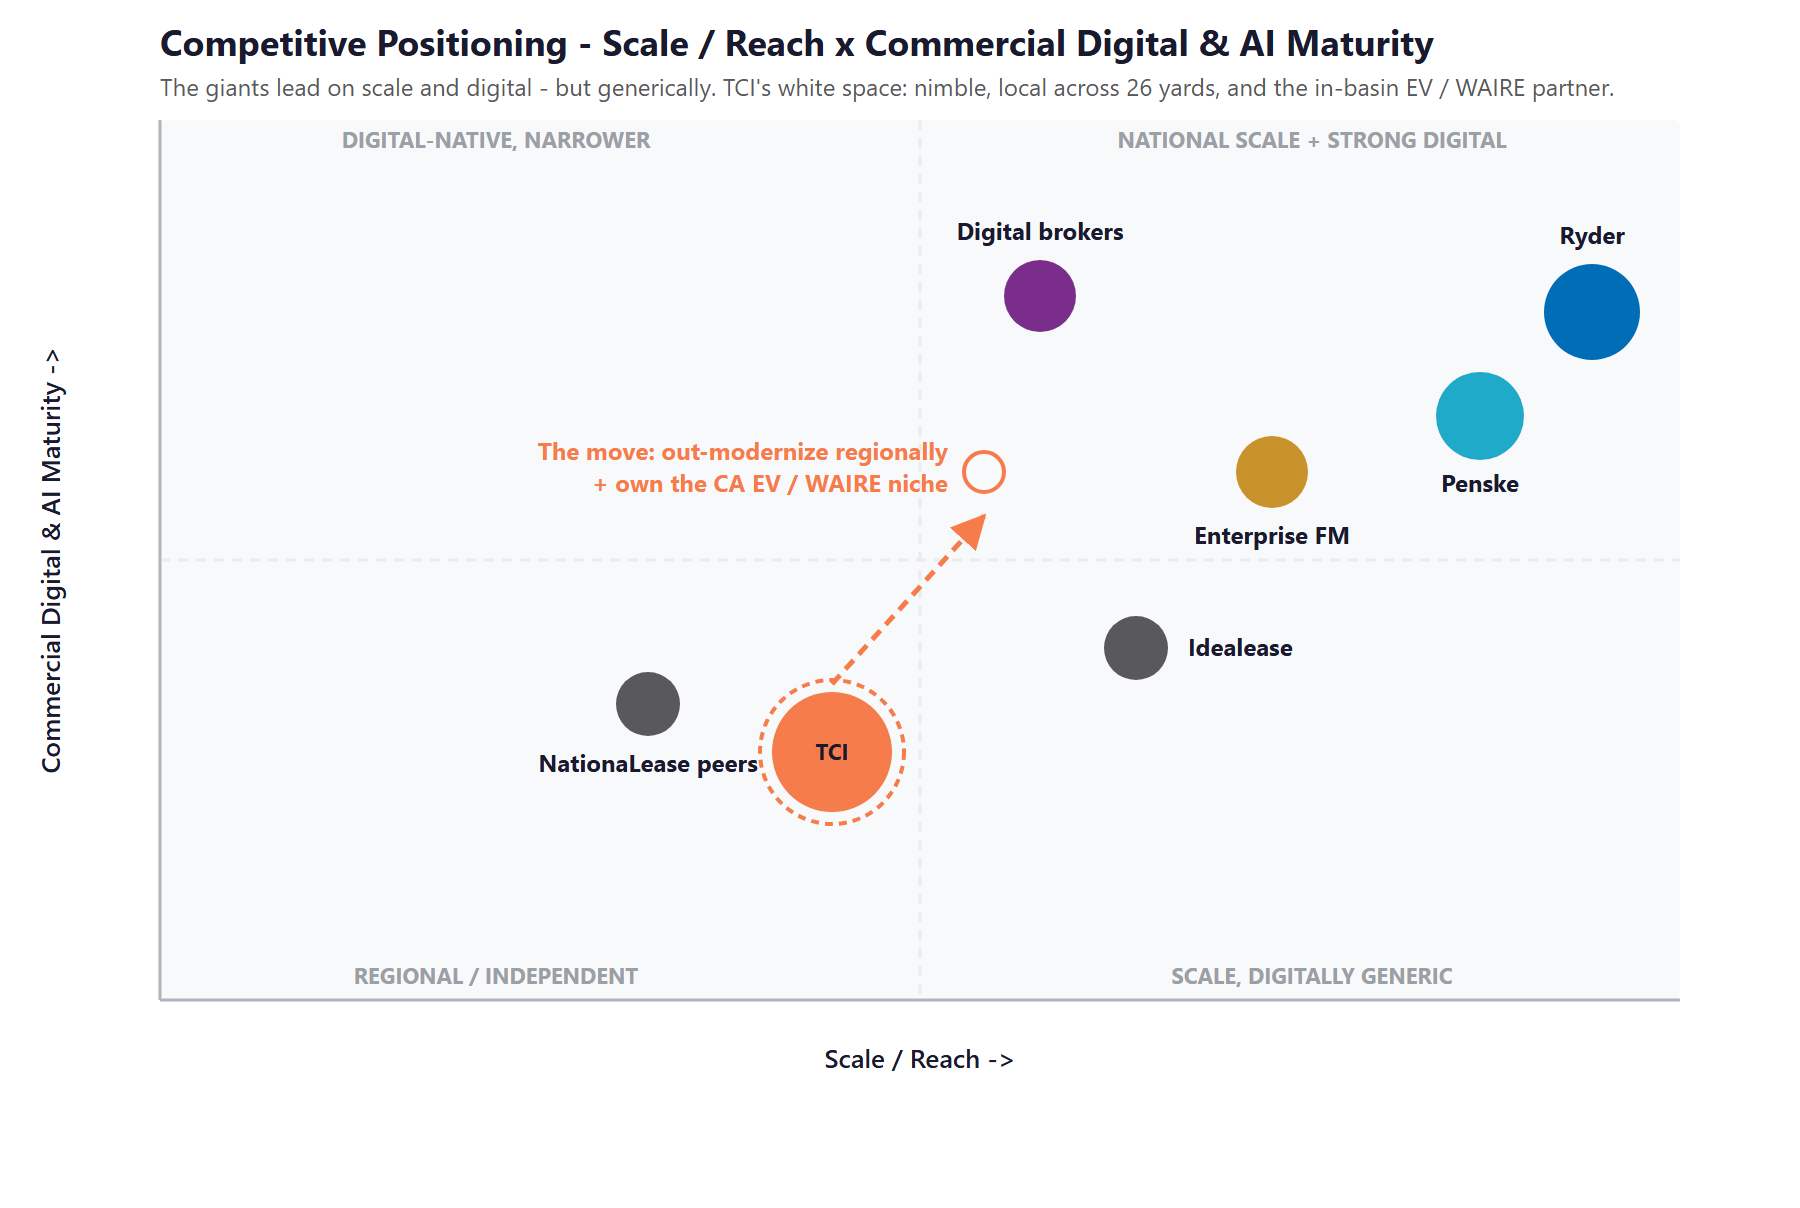 Competitive Positioning - Scale / Reach x Commercial Digital & AI Maturity
The giants lead on scale and digital - but generically. TCI's white space: nimble, local across 26 yards, and the in-basin EV / WAIRE partner.
DIGITAL-NATIVE, NARROWER
NATIONAL SCALE + STRONG DIGITAL
Digital brokers
Ryder
The move: out-modernize regionally
+ own the CA EV / WAIRE niche
Penske
Enterprise FM
Commercial Digital & AI Maturity ->
Idealease
NationaLease peers
TCI
REGIONAL / INDEPENDENT
SCALE, DIGITALLY GENERIC
Scale / Reach ->